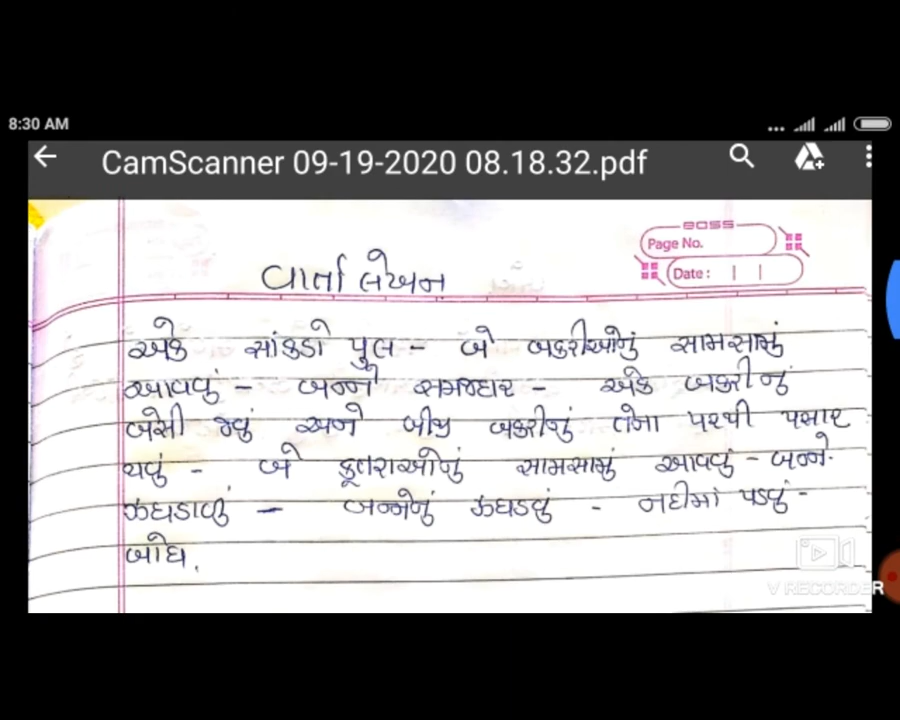 8:30 AM
CamScanner 09-19-2020 08.18.32.pdf
BOSS
Page No.
Date :
વાર્તા લેખન
એક સાંકડો પુલ - બે બકરીઓનું સામસામું
આવવું - બન્ને સમજદાર - એક બકરીનું
બેસી જવું અને બીજી બકરીનું તેના પરથી પસાર
થવું - બે કૂતરાઓનું સામસામું આવવું - બન્ને
ઝઘડાળું - બન્નેનું ઝઘડવું - નદીમાં પડવું -
બોધ.
V RECORDER